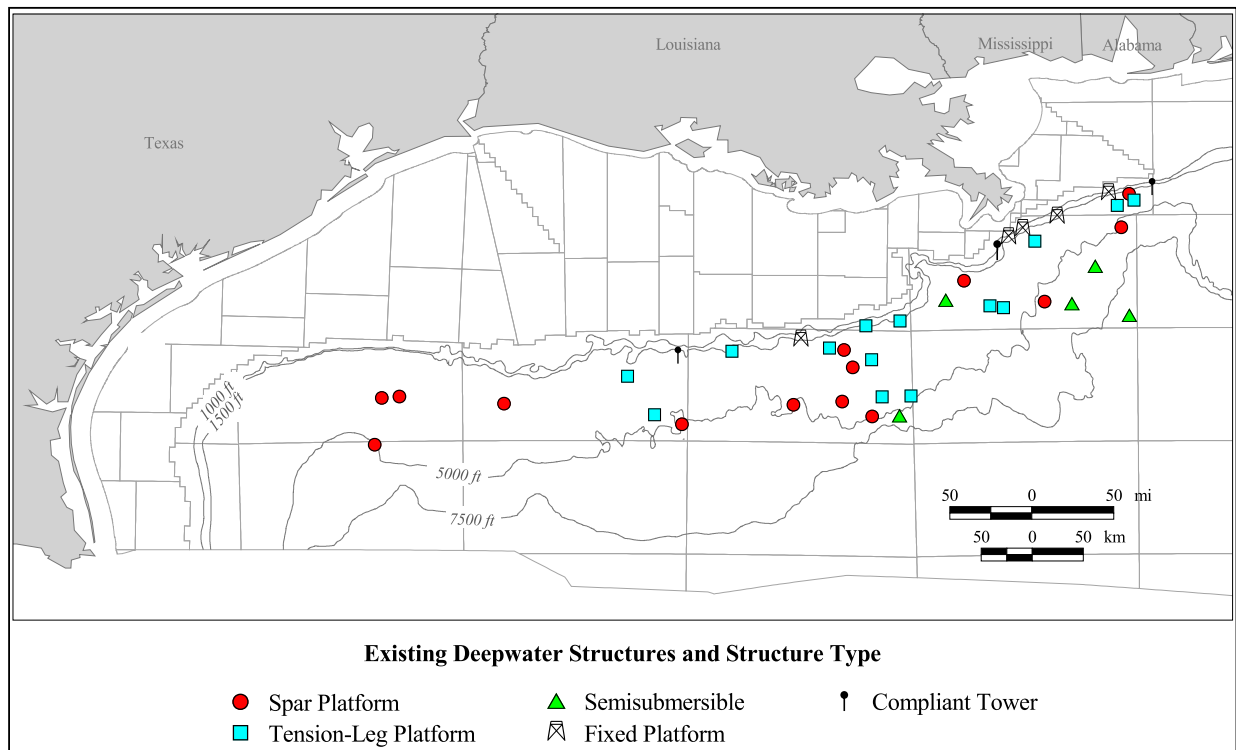 Louisiana
Mississippi
Alabama
Texas
1000 ft
1500 ft
5000 ft
7500 ft
50 0 50 mi
50 0 50 km
Existing Deepwater Structures and Structure Type
Spar Platform
Semisubmersible
Compliant Tower
Tension-Leg Platform
Fixed Platform